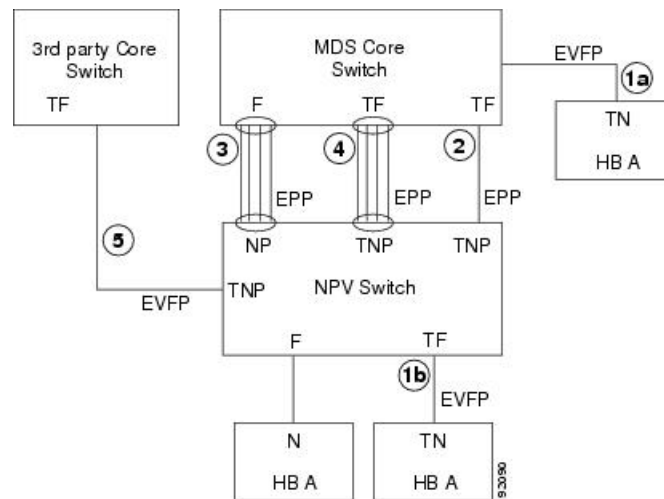 3rd party Core
Switch
TF
MDS Core
Switch
F
TF
TF
EVFP
1a
TN
HB A
3
4
2
EPP
EPP
EPP
5
NP
TNP
TNP
TNP
NPV Switch
EVFP
F
TF
1b
EVFP
N
HB A
TN
HB A
92090